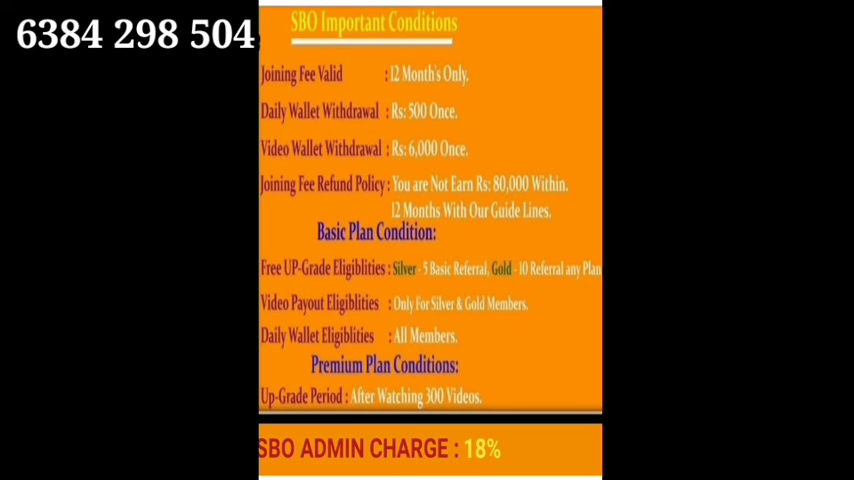 6384 298 504
SBO Important Conditions
Joining Fee Valid : 12 Month's Only.
Daily Wallet Withdrawal : Rs: 500 Once.
Video Wallet Withdrawal : Rs: 6,000 Once.
Joining Fee Refund Policy : You are Not Earn Rs: 80,000 Within.
12 Months With Our Guide Lines.
Basic Plan Condition:
Free UP-Grade Eligiblities : Silver - 5 Basic Referral, Gold - 10 Referral any Plan
Video Payout Eligiblities : Only For Silver & Gold Members.
Daily Wallet Eligiblities : All Members.
Premium Plan Conditions:
Up-Grade Period : After Watching 300 Videos.
SBO ADMIN CHARGE : 18%